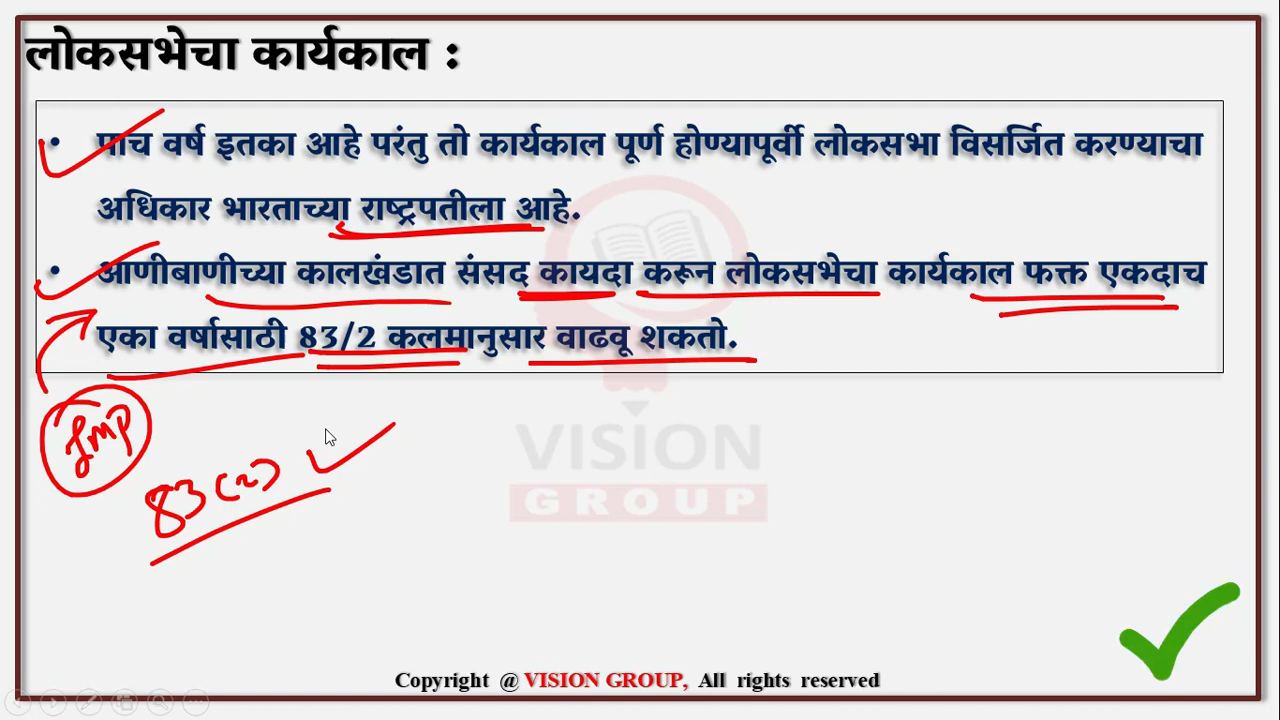 लोकसभेचा कार्यकाल :
• पाच वर्ष इतका आहे परंतु तो कार्यकाल पूर्ण होण्यापूर्वी लोकसभा विसर्जित करण्याचा
अधिकार भारताच्या राष्ट्रपतीला आहे.
• आणीबाणीच्या कालखंडात संसद कायदा करून लोकसभेचा कार्यकाल फक्त एकदाच
एका वर्षासाठी 83/2 कलमानुसार वाढवू शकतो.
Imp
83 (2)
VISION
GROUP
Copyright @ VISION GROUP, All rights reserved